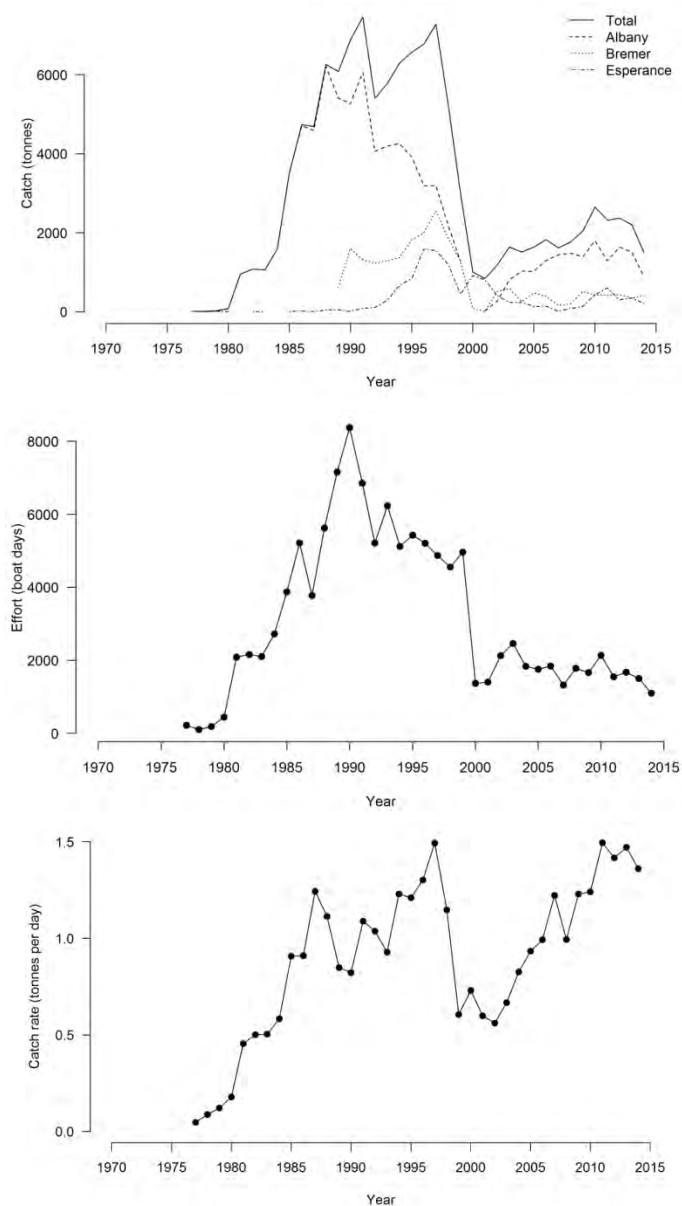 Total
Albany
Bremer
Esperance
Catch (tonnes)
6000
4000
2000
0
1970 1975 1980 1985 1990 1995 2000 2005 2010 2015
Year
Effort (boat days)
8000
6000
4000
2000
0
1970 1975 1980 1985 1990 1995 2000 2005 2010 2015
Year
Catch rate (tonnes per day)
1.5
1.0
0.5
0.0
1970 1975 1980 1985 1990 1995 2000 2005 2010 2015
Year